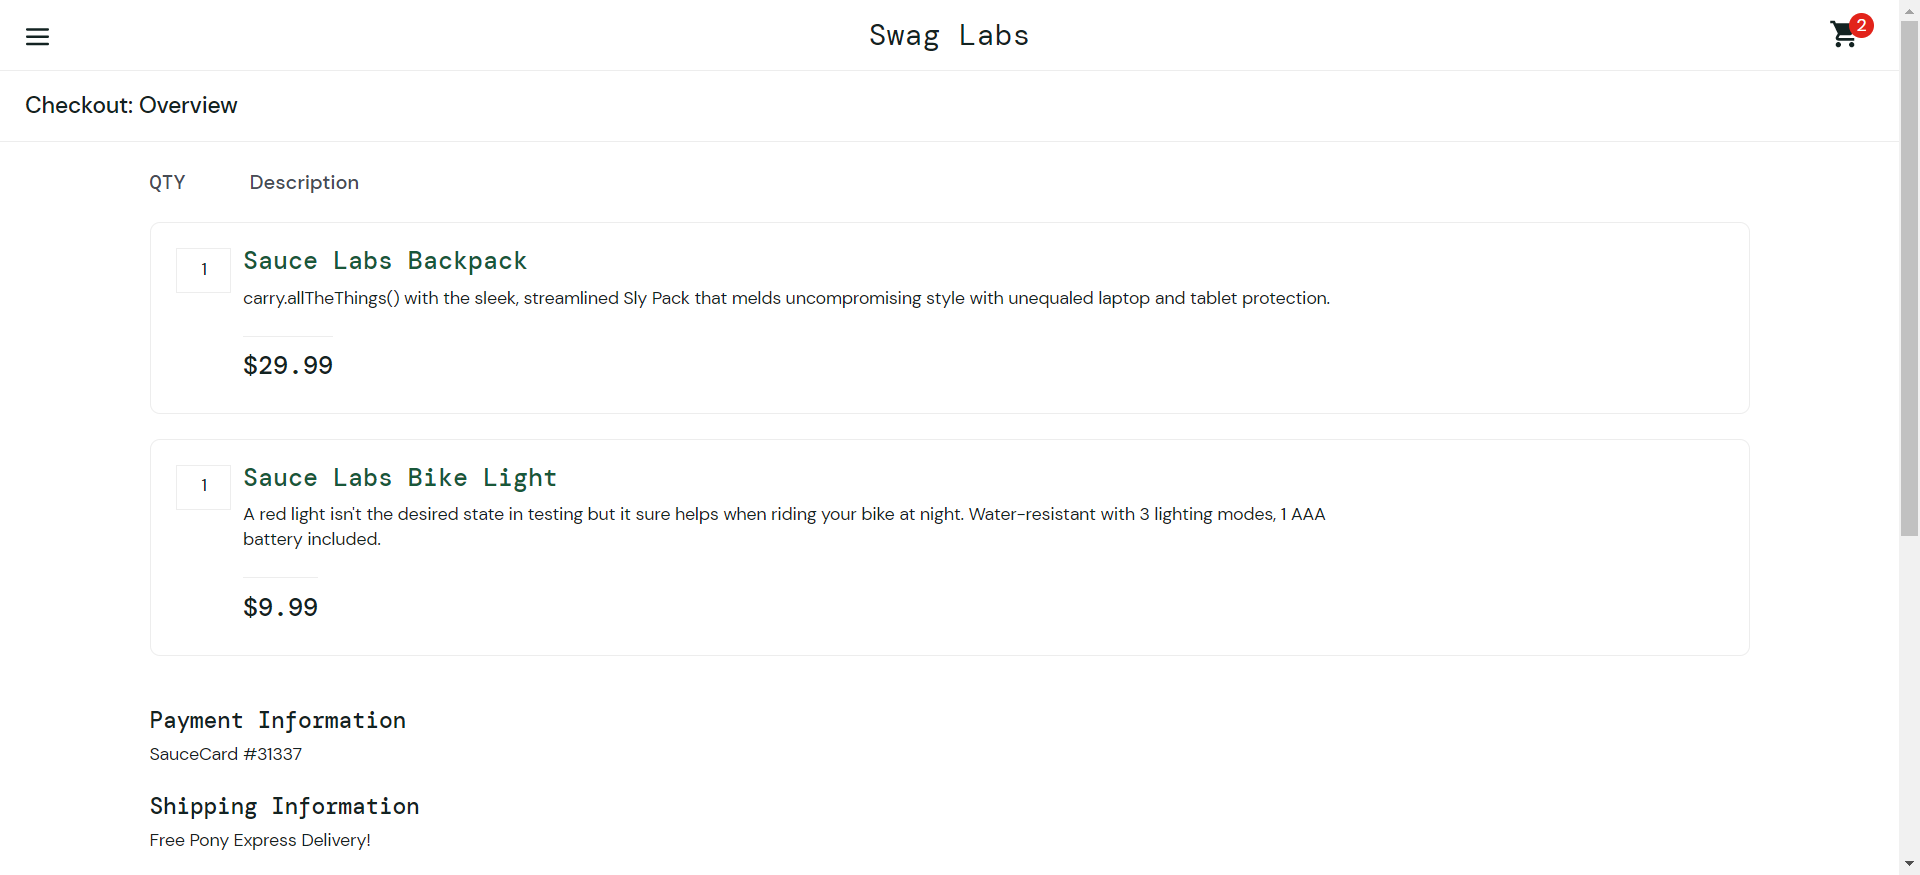 Swag Labs
2
Checkout: Overview
QTY Description
1
Sauce Labs Backpack
carry.allTheThings() with the sleek, streamlined Sly Pack that melds uncompromising style with unequaled laptop and tablet protection.
$29.99
1
Sauce Labs Bike Light
A red light isn't the desired state in testing but it sure helps when riding your bike at night. Water-resistant with 3 lighting modes, 1 AAA
battery included.
$9.99
Payment Information
SauceCard #31337
Shipping Information
Free Pony Express Delivery!